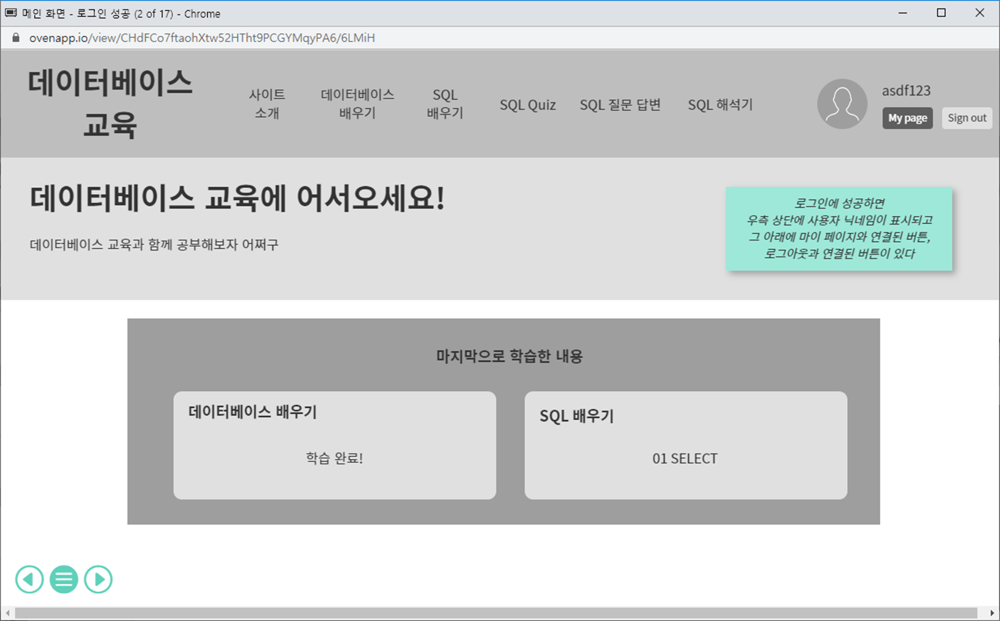 메인 화면 - 로그인 성공 (2 of 17) - Chrome
ovenapp.io/view/CHdFCo7ftaohXtw52HTht9PCGYMqyPA6/6LMiH
데이터베이스
교육
사이트
소개
데이터베이스
배우기
SQL
배우기
SQL Quiz
SQL 질문 답변
SQL 해석기
asdf123
My page
Sign out
데이터베이스 교육에 어서오세요!
데이터베이스 교육과 함께 공부해보자 어쩌구
로그인에 성공하면
우측 상단에 사용자 닉네임이 표시되고
그 아래에 마이 페이지와 연결된 버튼,
로그아웃과 연결된 버튼이 있다
마지막으로 학습한 내용
데이터베이스 배우기
학습 완료!
SQL 배우기
01 SELECT